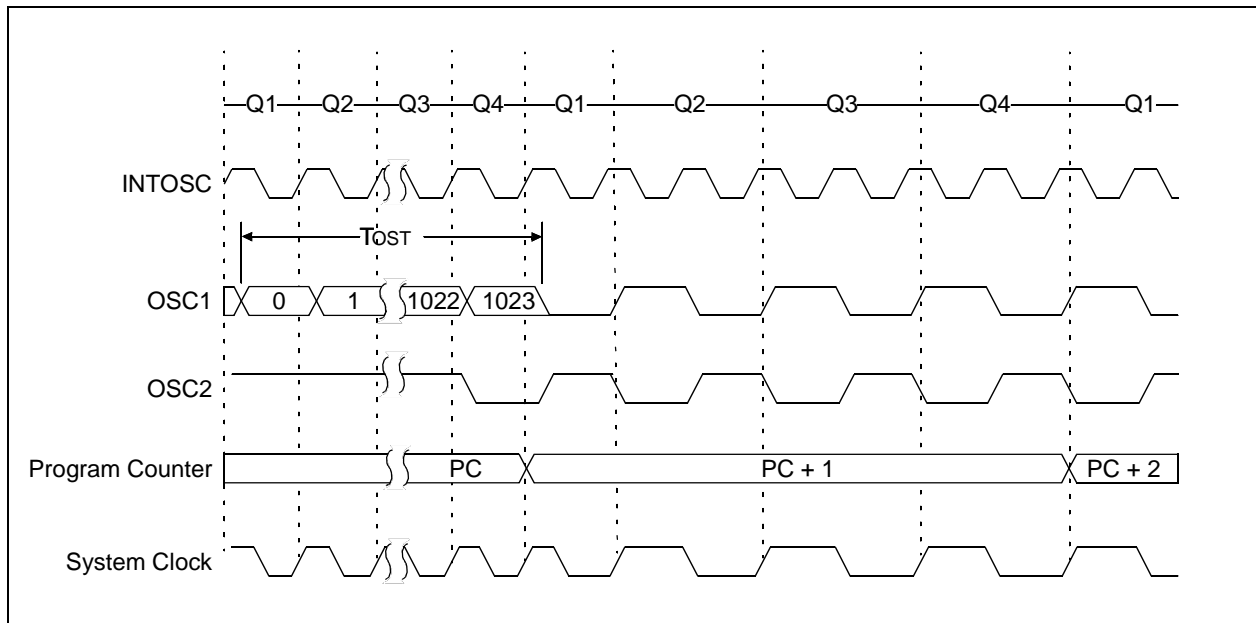 Q1 Q2 Q3 Q4 Q1 Q2 Q3 Q4 Q1
INTOSC
TOST
OSC1 0 1 1022 1023
OSC2
Program Counter PC PC + 1 PC + 2
System Clock